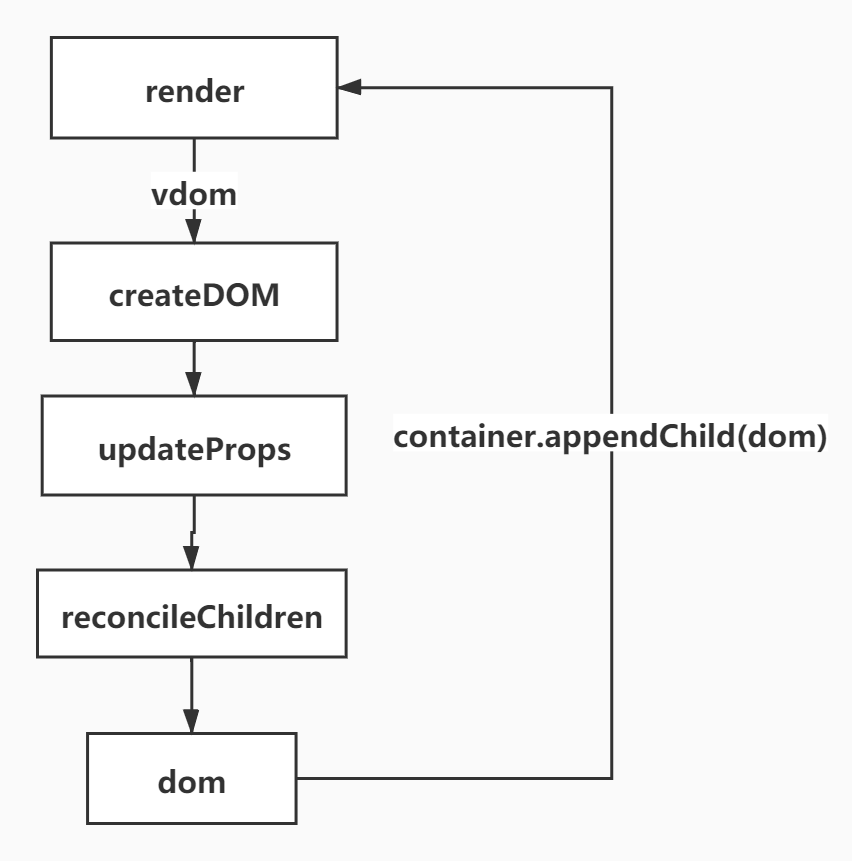 render
vdom
createDOM
updateProps
container.appendChild(dom)
reconcileChildren
dom